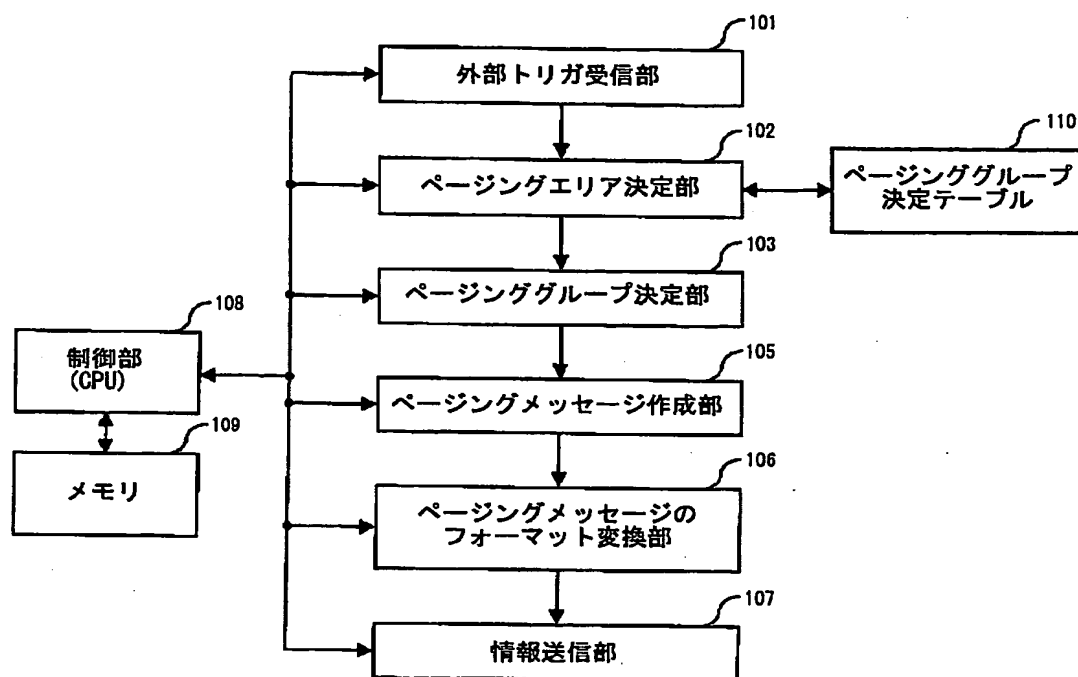 101
外部トリガ受信部
102
ページングエリア決定部
110
ページンググループ
決定テーブル
103
ページンググループ決定部
108
制御部
(CPU)
105
ページングメッセージ作成部
109
メモリ
106
ページングメッセージの
フォーマット変換部
107
情報送信部